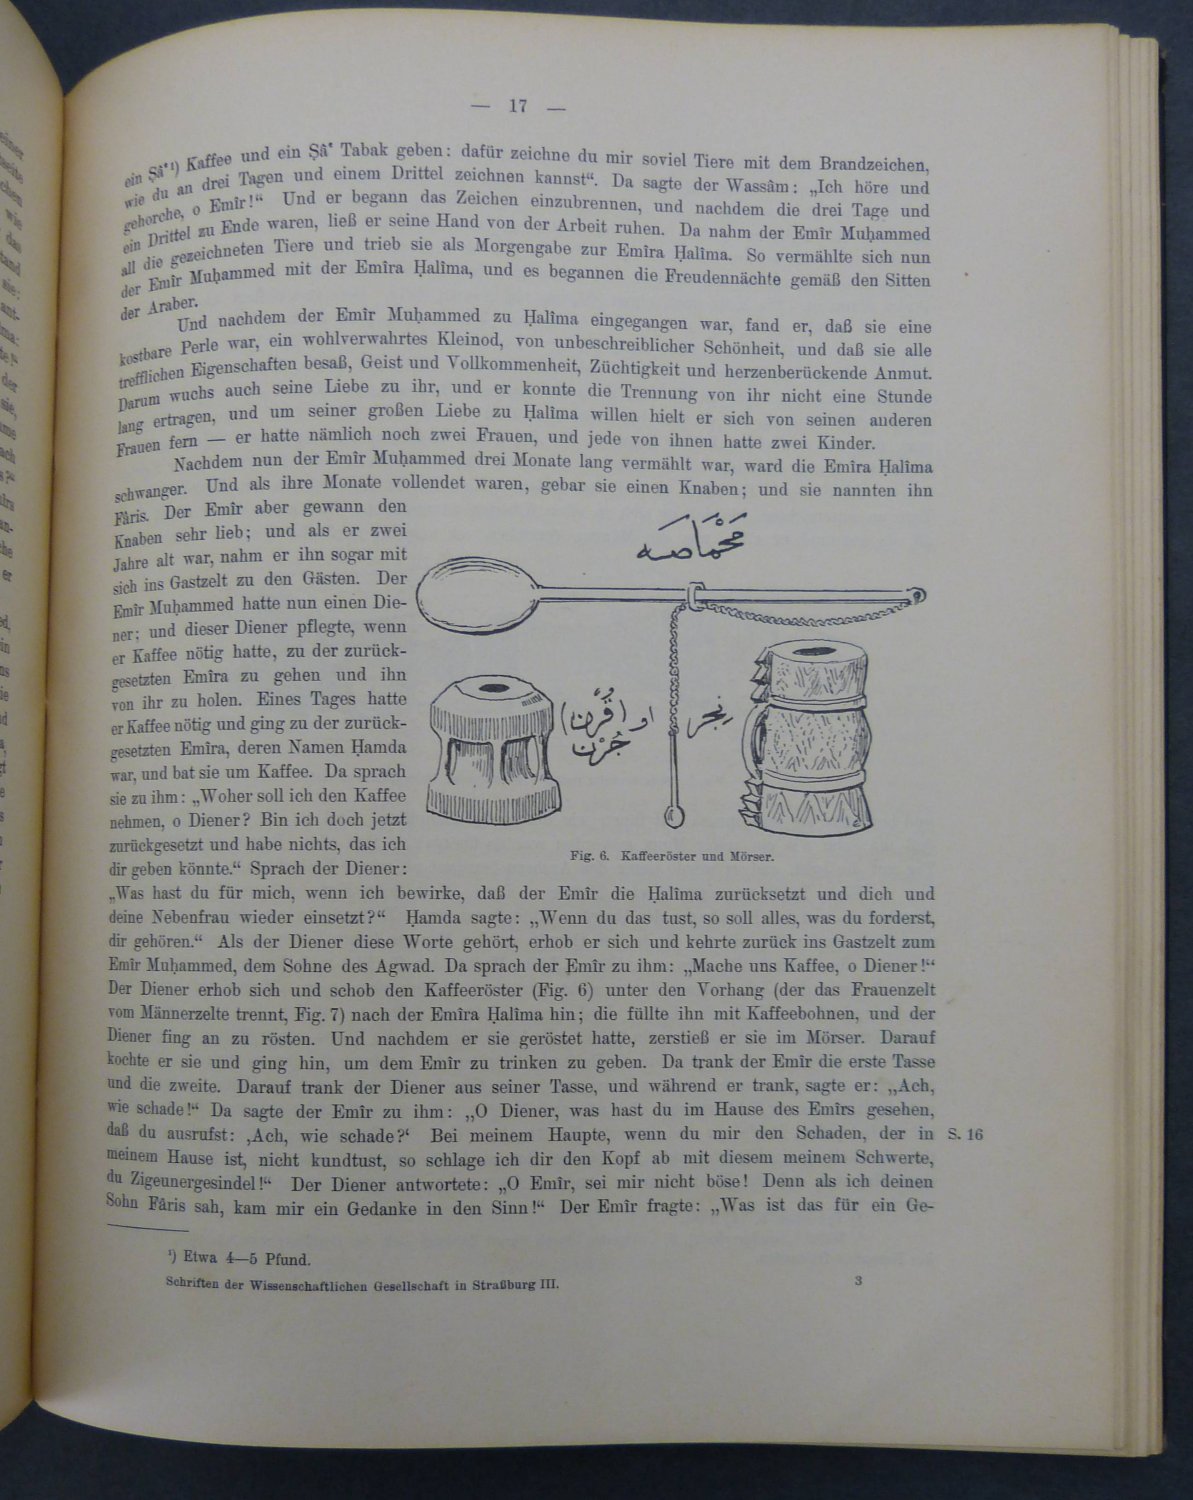 — 17 —
ein Ṣâʿ¹) Kaffee und ein Ṣâʿ Tabak geben: dafür zeichne du mir soviel Tiere mit dem Brandzeichen,
wie du an drei Tagen und einem Drittel zeichnen kannst“. Da sagte der Wassâm: „Ich höre und
gehorche, o Emîr!“ Und er begann das Zeichen einzubrennen, und nachdem die drei Tage und
ein Drittel zu Ende waren, ließ er seine Hand von der Arbeit ruhen. Da nahm der Emîr Muḥammed
all die gezeichneten Tiere und trieb sie als Morgengabe zur Emîra Ḥalîma. So vermählte sich nun
der Emîr Muḥammed mit der Emîra Ḥalîma, und es begannen die Freudennächte gemäß den Sitten
der Araber.
Und nachdem der Emîr Muḥammed zu Ḥalîma eingegangen war, fand er, daß sie eine
kostbare Perle war, ein wohlverwahrtes Kleinod, von unbeschreiblicher Schönheit, und daß sie alle
trefflichen Eigenschaften besaß, Geist und Vollkommenheit, Züchtigkeit und herzenberückende Anmut.
Darum wuchs auch seine Liebe zu ihr, und er konnte die Trennung von ihr nicht eine Stunde
lang ertragen, und um seiner großen Liebe zu Ḥalîma willen hielt er sich von seinen anderen
Frauen fern — er hatte nämlich noch zwei Frauen, und jede von ihnen hatte zwei Kinder.
Nachdem nun der Emîr Muḥammed drei Monate lang vermählt war, ward die Emîra Ḥalîma
schwanger. Und als ihre Monate vollendet waren, gebar sie einen Knaben; und sie nannten ihn
Fâris. Der Emîr aber gewann den
Knaben sehr lieb; und als er zwei
Jahre alt war, nahm er ihn sogar mit
sich ins Gastzelt zu den Gästen. Der
Emîr Muḥammed hatte nun einen Die-
ner; und dieser Diener pflegte, wenn
er Kaffee nötig hatte, zu der zurück-
gesetzten Emîra zu gehen und ihn
von ihr zu holen. Eines Tages hatte
er Kaffee nötig und ging zu der zurück-
gesetzten Emîra, deren Namen Ḥamda
war, und bat sie um Kaffee. Da sprach
sie zu ihm: „Woher soll ich den Kaffee
nehmen, o Diener? Bin ich doch jetzt
zurückgesetzt und habe nichts, das ich
dir geben könnte.“ Sprach der Diener:
محماصه
نجر او (قرن)
جرن
Fig. 6. Kaffeeröster und Mörser.
„Was hast du für mich, wenn ich bewirke, daß der Emîr die Ḥalîma zurücksetzt und dich und
deine Nebenfrau wieder einsetzt?“ Ḥamda sagte: „Wenn du das tust, so soll alles, was du forderst,
dir gehören.“ Als der Diener diese Worte gehört, erhob er sich und kehrte zurück ins Gastzelt zum
Emîr Muḥammed, dem Sohne des Agwad. Da sprach der Emîr zu ihm: „Mache uns Kaffee, o Diener!“
Der Diener erhob sich und schob den Kaffeeröster (Fig. 6) unter den Vorhang (der das Frauenzelt
vom Männerzelte trennt, Fig. 7) nach der Emîra Ḥalîma hin; die füllte ihn mit Kaffeebohnen, und der
Diener fing an zu rösten. Und nachdem er sie geröstet hatte, zerstieß er sie im Mörser. Darauf
kochte er sie und ging hin, um dem Emîr zu trinken zu geben. Da trank der Emîr die erste Tasse
und die zweite. Darauf trank der Diener aus seiner Tasse, und während er trank, sagte er: „Ach,
wie schade!“ Da sagte der Emîr zu ihm: „O Diener, was hast du im Hause des Emîrs gesehen,
daß du ausrufst: ‚Ach, wie schade?‘ Bei meinem Haupte, wenn du mir den Schaden, der in S. 16
meinem Hause ist, nicht kundtust, so schlage ich dir den Kopf ab mit diesem meinem Schwerte,
du Zigeunergesindel!“ Der Diener antwortete: „O Emîr, sei mir nicht böse! Denn als ich deinen
Sohn Fâris sah, kam mir ein Gedanke in den Sinn!“ Der Emîr fragte: „Was ist das für ein Ge-
¹) Etwa 4—5 Pfund.
Schriften der Wissenschaftlichen Gesellschaft in Straßburg III. 3